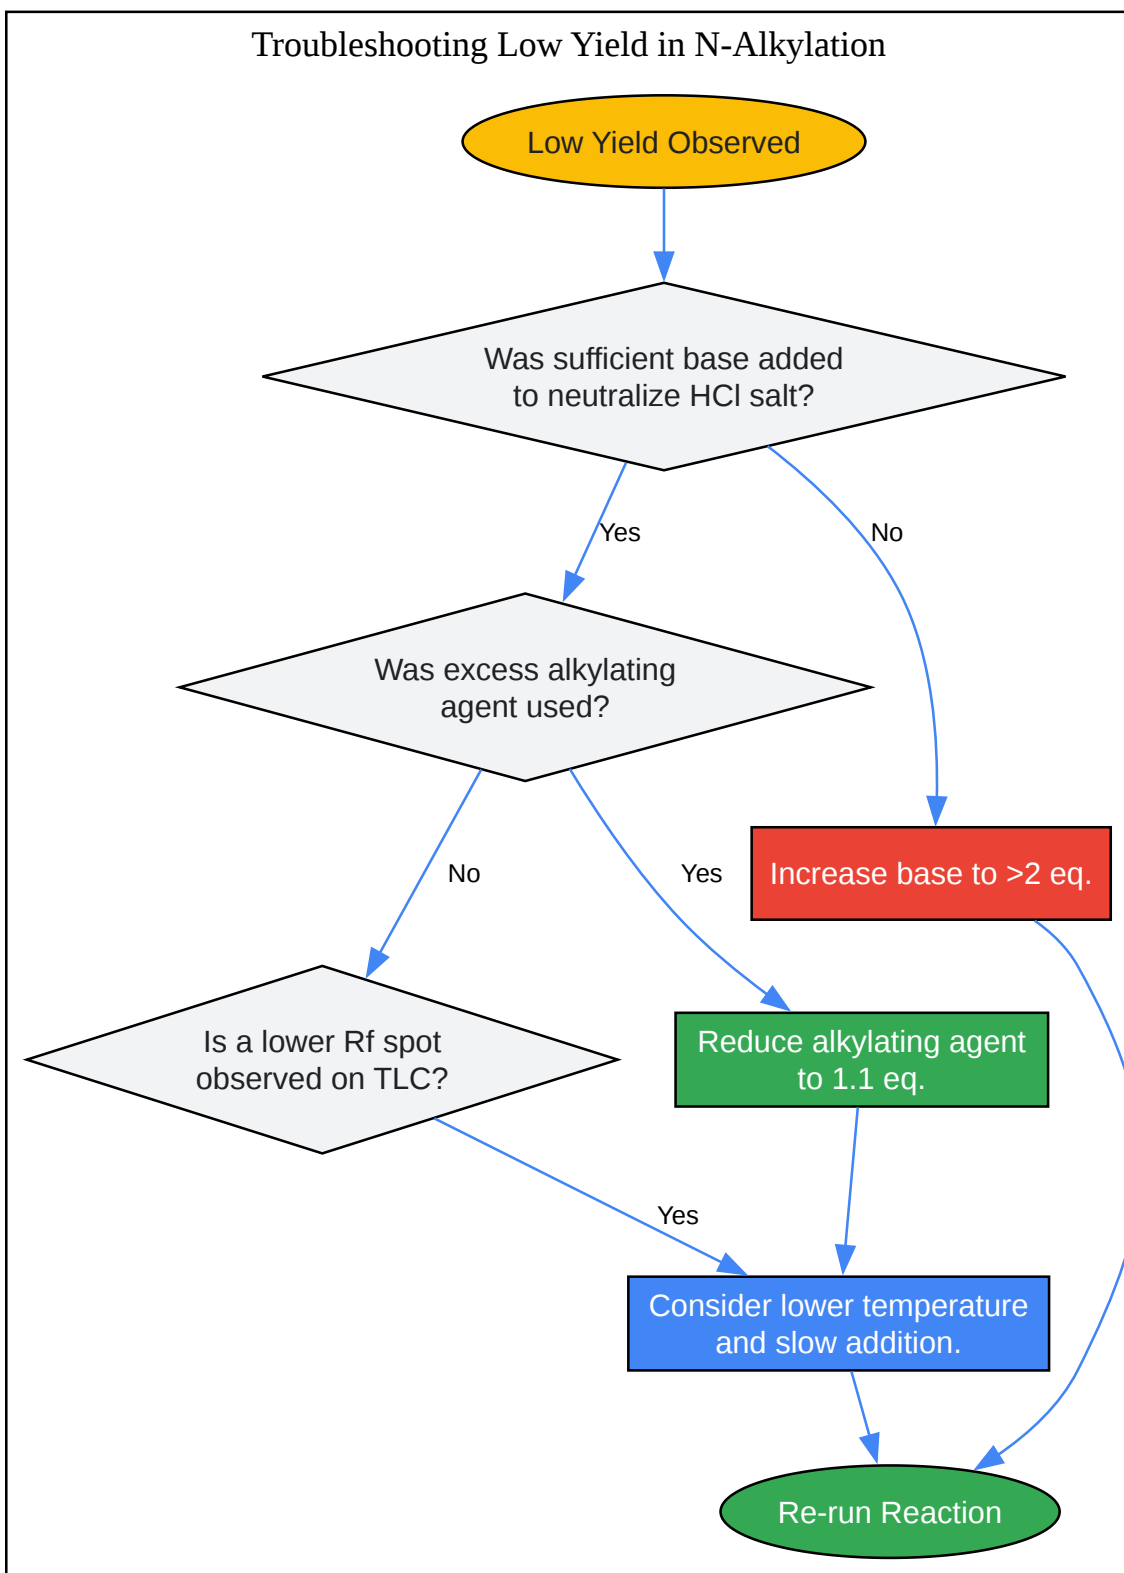 Troubleshooting Low Yield in N-Alkylation
Low Yield Observed
Was sufficient base added
to neutralize HCl salt?
Yes
No
Was excess alkylating
agent used?
No
Yes
Increase base to >2 eq.
Is a lower Rf spot
observed on TLC?
Reduce alkylating agent
to 1.1 eq.
Yes
Consider lower temperature
and slow addition.
Re-run Reaction